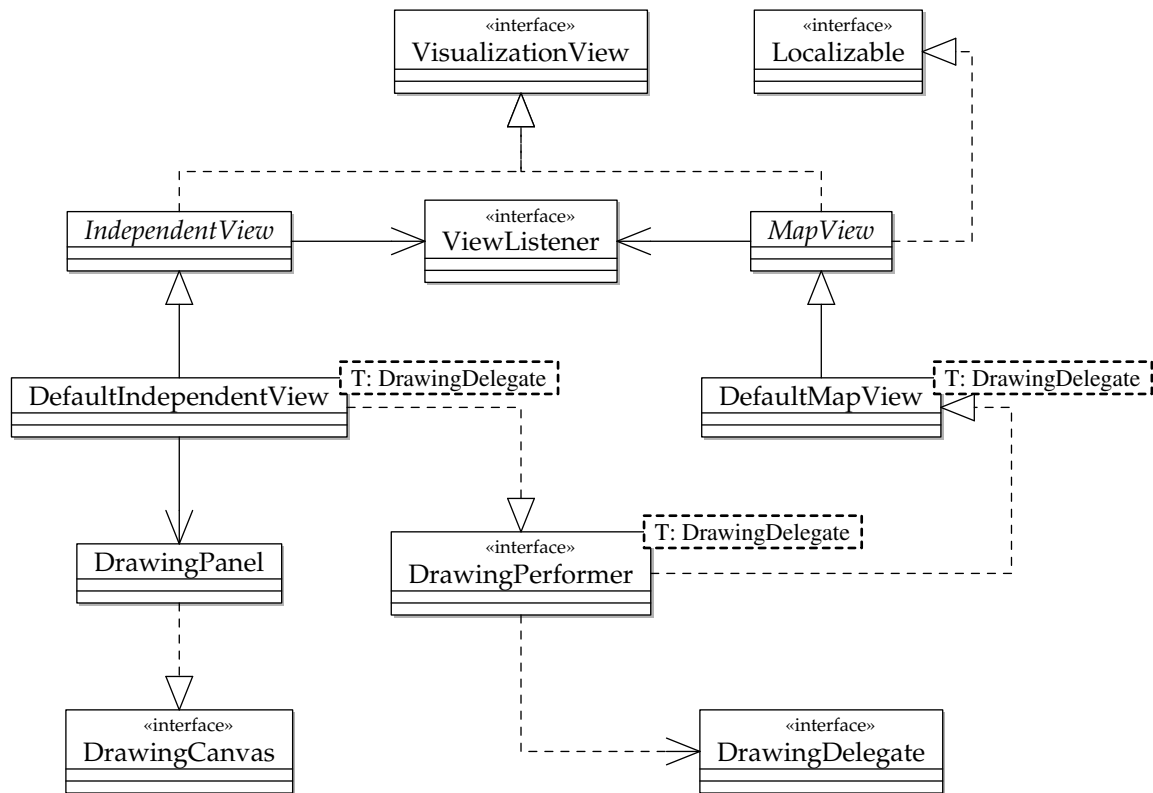 «interface»
VisualizationView
«interface»
Localizable
IndependentView
«interface»
ViewListener
MapView
T: DrawingDelegate
DefaultIndependentView
T: DrawingDelegate
DefaultMapView
T: DrawingDelegate
DrawingPanel
«interface»
DrawingPerformer
«interface»
DrawingCanvas
«interface»
DrawingDelegate